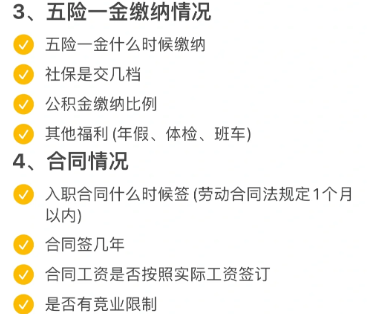 3、五险一金缴纳情况
五险一金什么时候缴纳
社保是交几档
公积金缴纳比例
其他福利(年假、体检、班车)
4、合同情况
入职合同什么时候签(劳动合同法规定1个月
以内)
合同签几年
合同工资是否按照实际工资签订
是否有竞业限制